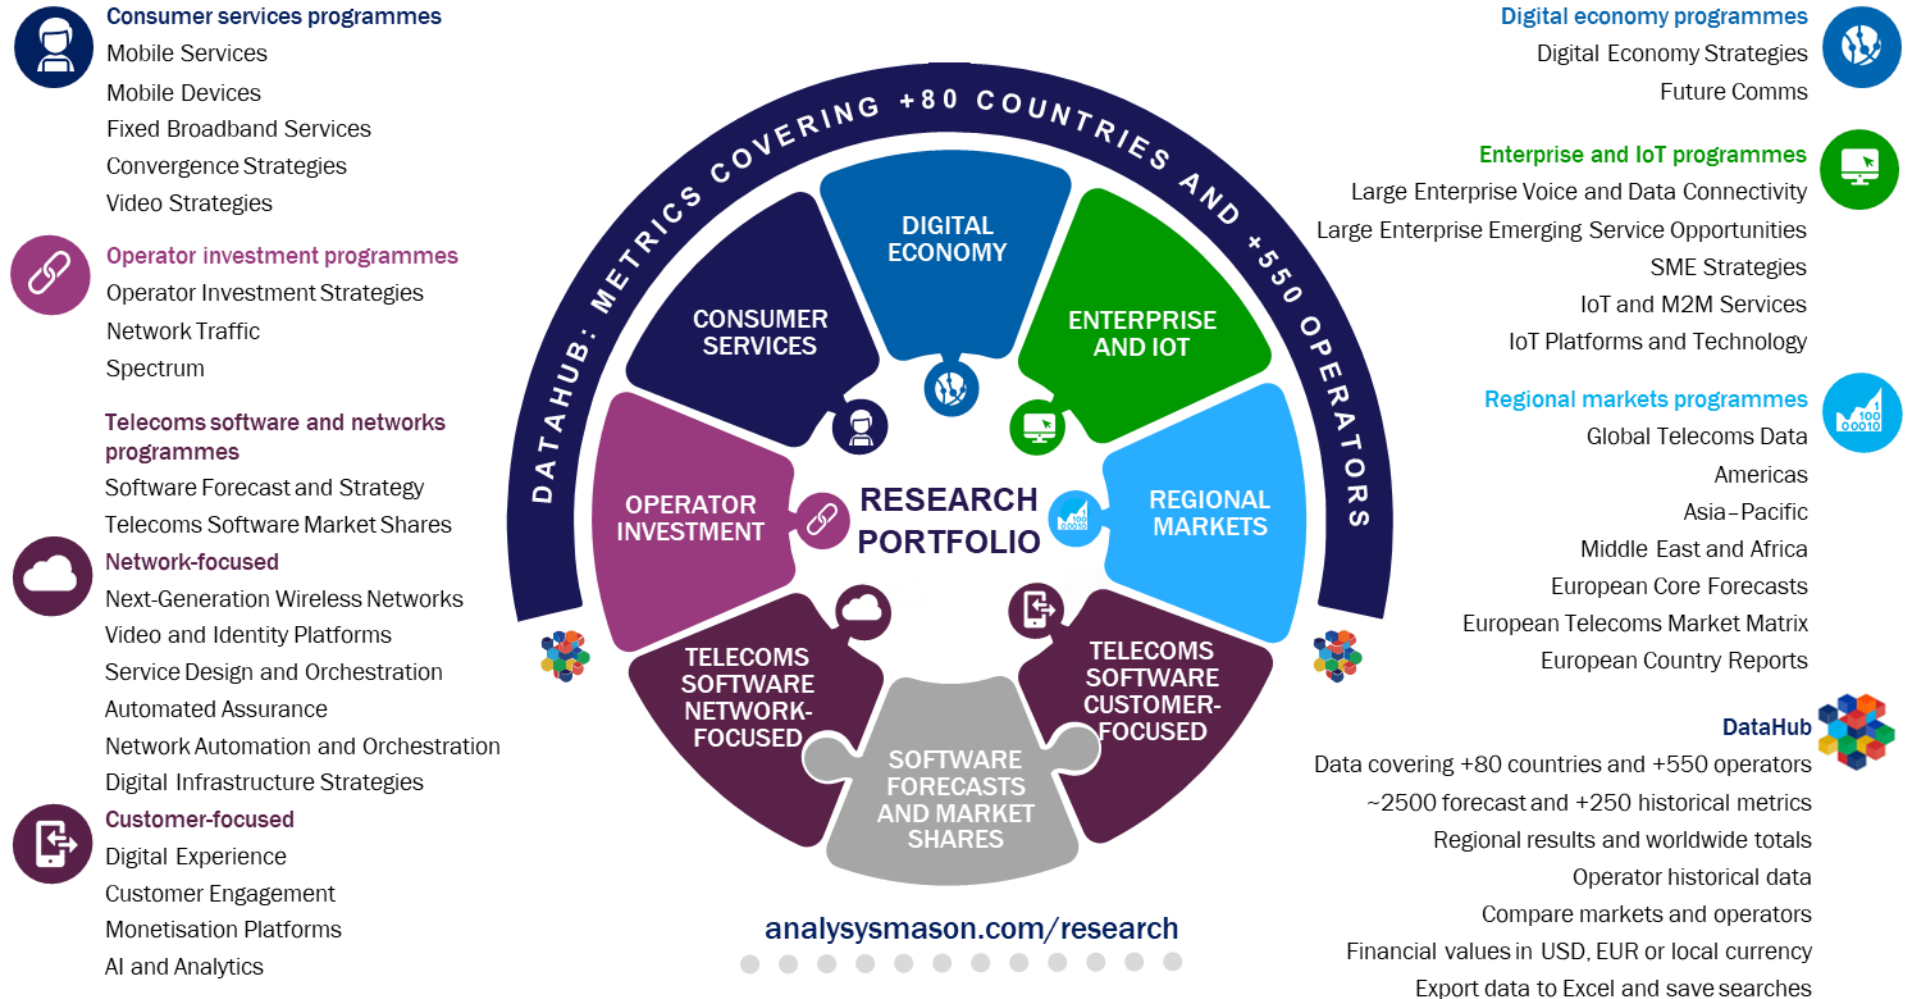 Consumer services programmes
Mobile Services
Mobile Devices
Fixed Broadband Services
Convergence Strategies
Video Strategies
Operator investment programmes
Operator Investment Strategies
Network Traffic
Spectrum
Telecoms software and networks
programmes
Software Forecast and Strategy
Telecoms Software Market Shares
Network-focused
Next-Generation Wireless Networks
Video and Identity Platforms
Service Design and Orchestration
Automated Assurance
Network Automation and Orchestration
Digital Infrastructure Strategies
Customer-focused
Digital Experience
Customer Engagement
Monetisation Platforms
AI and Analytics
DATAHUB: METRICS COVERING +80 COUNTRIES AND +550 OPERATORS
DIGITAL
ECONOMY
CONSUMER
SERVICES
ENTERPRISE
AND IOT
OPERATOR
INVESTMENT
RESEARCH
PORTFOLIO
1
100
00010
REGIONAL
MARKETS
TELECOMS
SOFTWARE
NETWORK-
FOCUSED
TELECOMS
SOFTWARE
CUSTOMER-
FOCUSED
SOFTWARE
FORECASTS
AND MARKET
SHARES
analysysmason.com/research
Digital economy programmes
Digital Economy Strategies
Future Comms
Enterprise and IoT programmes
Large Enterprise Voice and Data Connectivity
Large Enterprise Emerging Service Opportunities
SME Strategies
IoT and M2M Services
IoT Platforms and Technology
Regional markets programmes
1
100
00010
Global Telecoms Data
Americas
Asia–Pacific
Middle East and Africa
European Core Forecasts
European Telecoms Market Matrix
European Country Reports
DataHub
Data covering +80 countries and +550 operators
~2500 forecast and +250 historical metrics
Regional results and worldwide totals
Operator historical data
Compare markets and operators
Financial values in USD, EUR or local currency
Export data to Excel and save searches